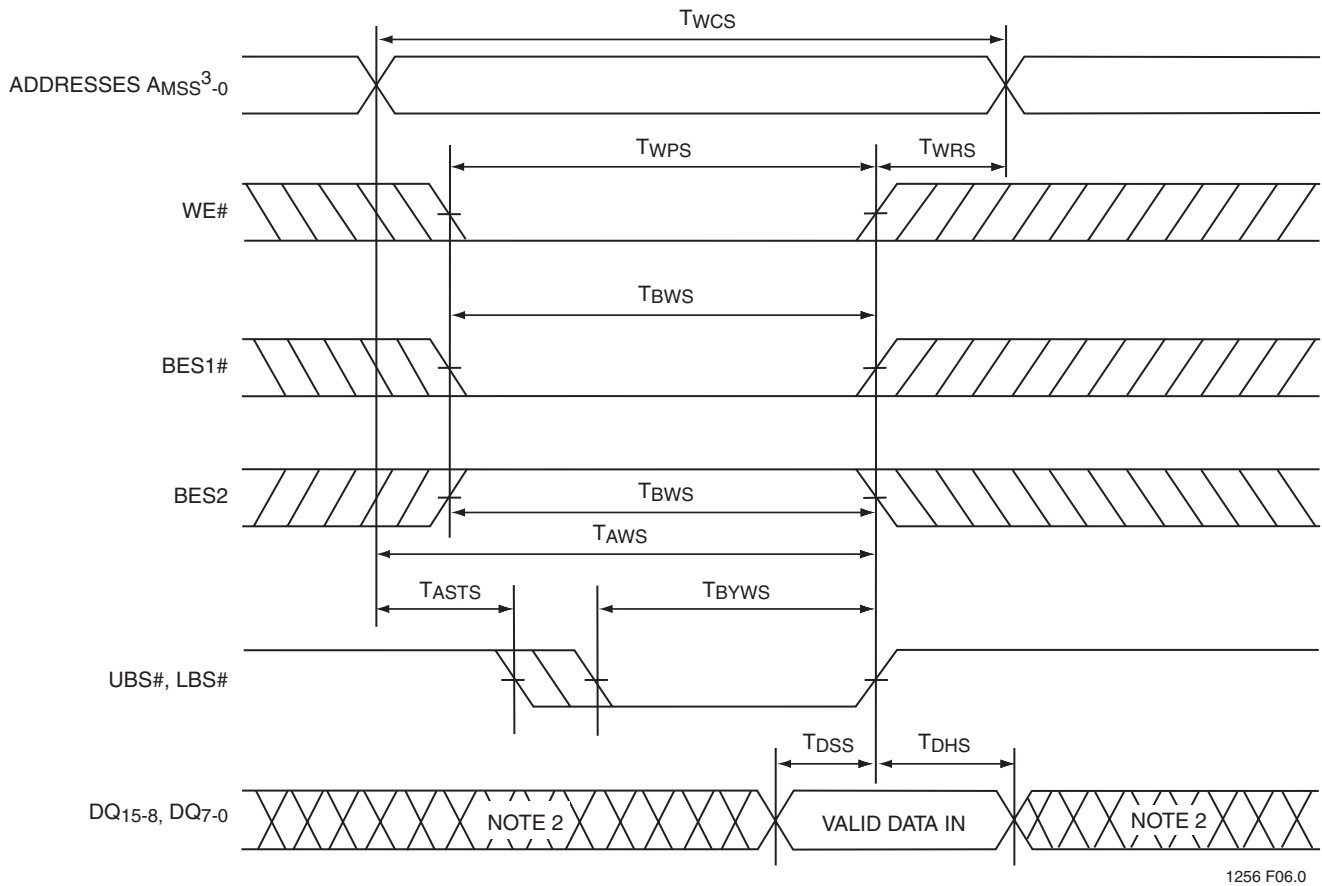 TWCS
ADDRESSES AMSS3-0
TWPS
TWRS
WE#
TBWS
BES1#
BES2
TBWS
TAWS
TASTS
TBYWS
UBS#, LBS#
TDSS
TDHS
DQ15-8, DQ7-0
NOTE 2
VALID DATA IN
NOTE 2
1256 F06.0